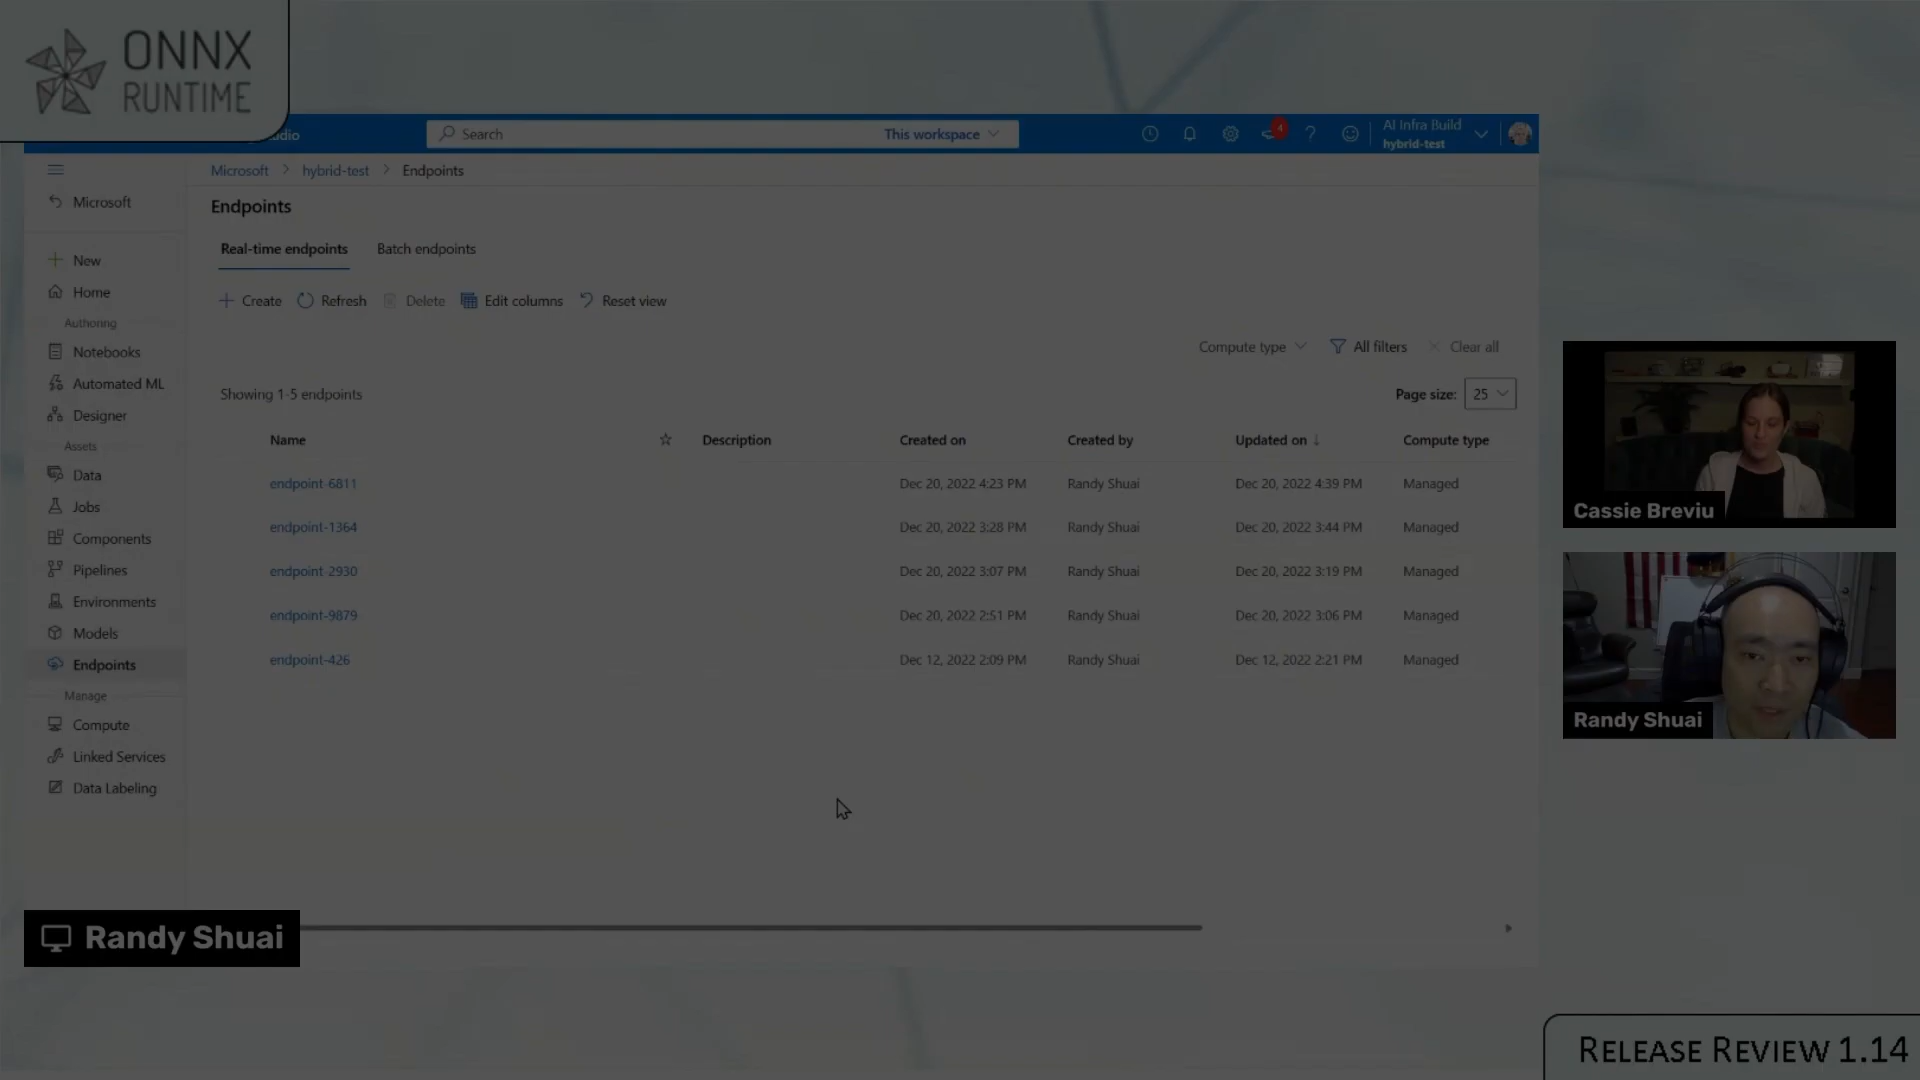 ONNX
RUNTIME
Search
This workspace
4
?
AI Infra Build
hybrid-test
Microsoft > hybrid-test > Endpoints
Microsoft
New
Home
Authoring
Notebooks
Automated ML
Designer
Assets
Data
Jobs
Components
Pipelines
Environments
Models
Endpoints
Manage
Compute
Linked Services
Data Labeling
Endpoints
Real-time endpoints Batch endpoints
Create Refresh Delete Edit columns Reset view
Compute type All filters Clear all
Showing 1-5 endpoints Page size: 25
Name Description Created on Created by Updated on ↓ Compute type
endpoint-6811 Dec 20, 2022 4:23 PM Randy Shuai Dec 20, 2022 4:39 PM Managed
endpoint-1364 Dec 20, 2022 3:28 PM Randy Shuai Dec 20, 2022 3:44 PM Managed
endpoint-2930 Dec 20, 2022 3:07 PM Randy Shuai Dec 20, 2022 3:19 PM Managed
endpoint-9879 Dec 20, 2022 2:51 PM Randy Shuai Dec 20, 2022 3:06 PM Managed
endpoint-426 Dec 12, 2022 2:09 PM Randy Shuai Dec 12, 2022 2:21 PM Managed
Cassie Breviu
Randy Shuai
Randy Shuai
RELEASE REVIEW 1.14